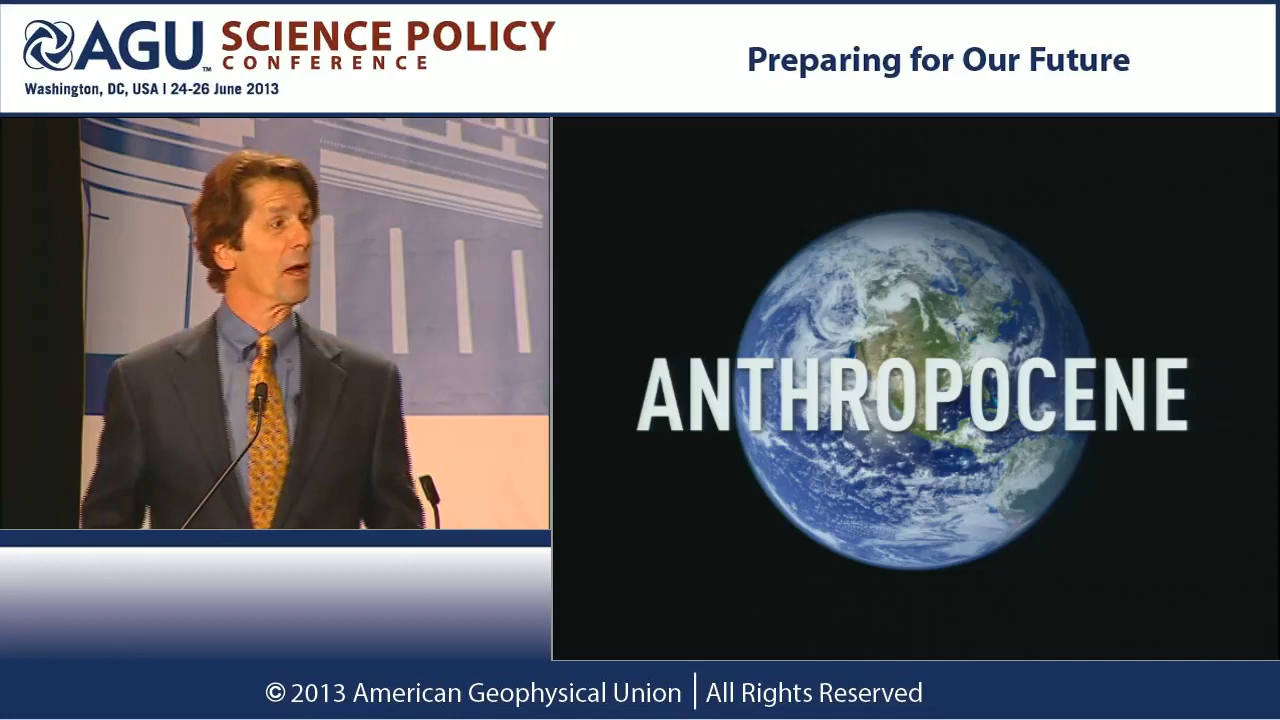 AGU™ SCIENCE POLICY
CONFERENCE
Washington, DC, USA | 24-26 June 2013
Preparing for Our Future
ANTHROPOCENE
© 2013 American Geophysical Union | All Rights Reserved